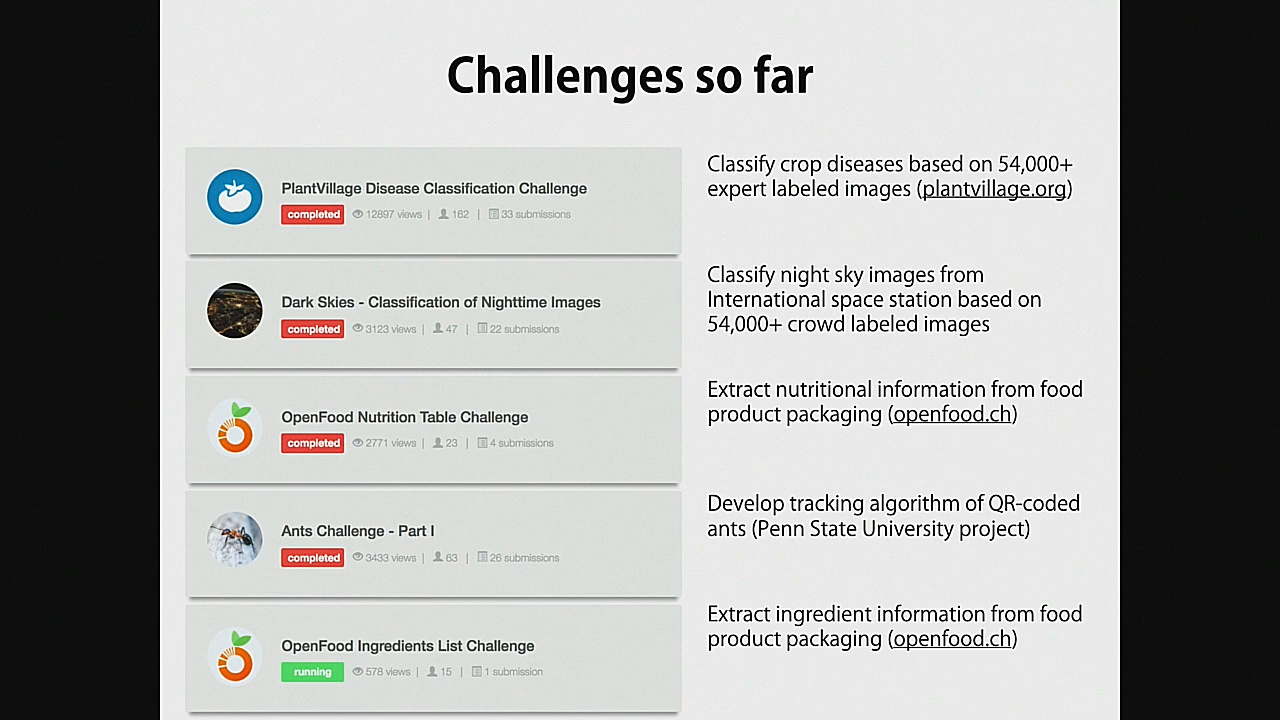 Challenges so far
PlantVillage Disease Classification Challenge
completed 12897 views | 162 | 33 submissions
Classify crop diseases based on 54,000+
expert labeled images (plantvillage.org)
Dark Skies - Classification of Nighttime Images
completed 3123 views | 47 | 22 submissions
Classify night sky images from
International space station based on
54,000+ crowd labeled images
OpenFood Nutrition Table Challenge
completed 2771 views | 23 | 4 submissions
Extract nutritional information from food
product packaging (openfood.ch)
Ants Challenge - Part I
completed 3433 views | 63 | 26 submissions
Develop tracking algorithm of QR-coded
ants (Penn State University project)
OpenFood Ingredients List Challenge
running 578 views | 15 | 1 submission
Extract ingredient information from food
product packaging (openfood.ch)